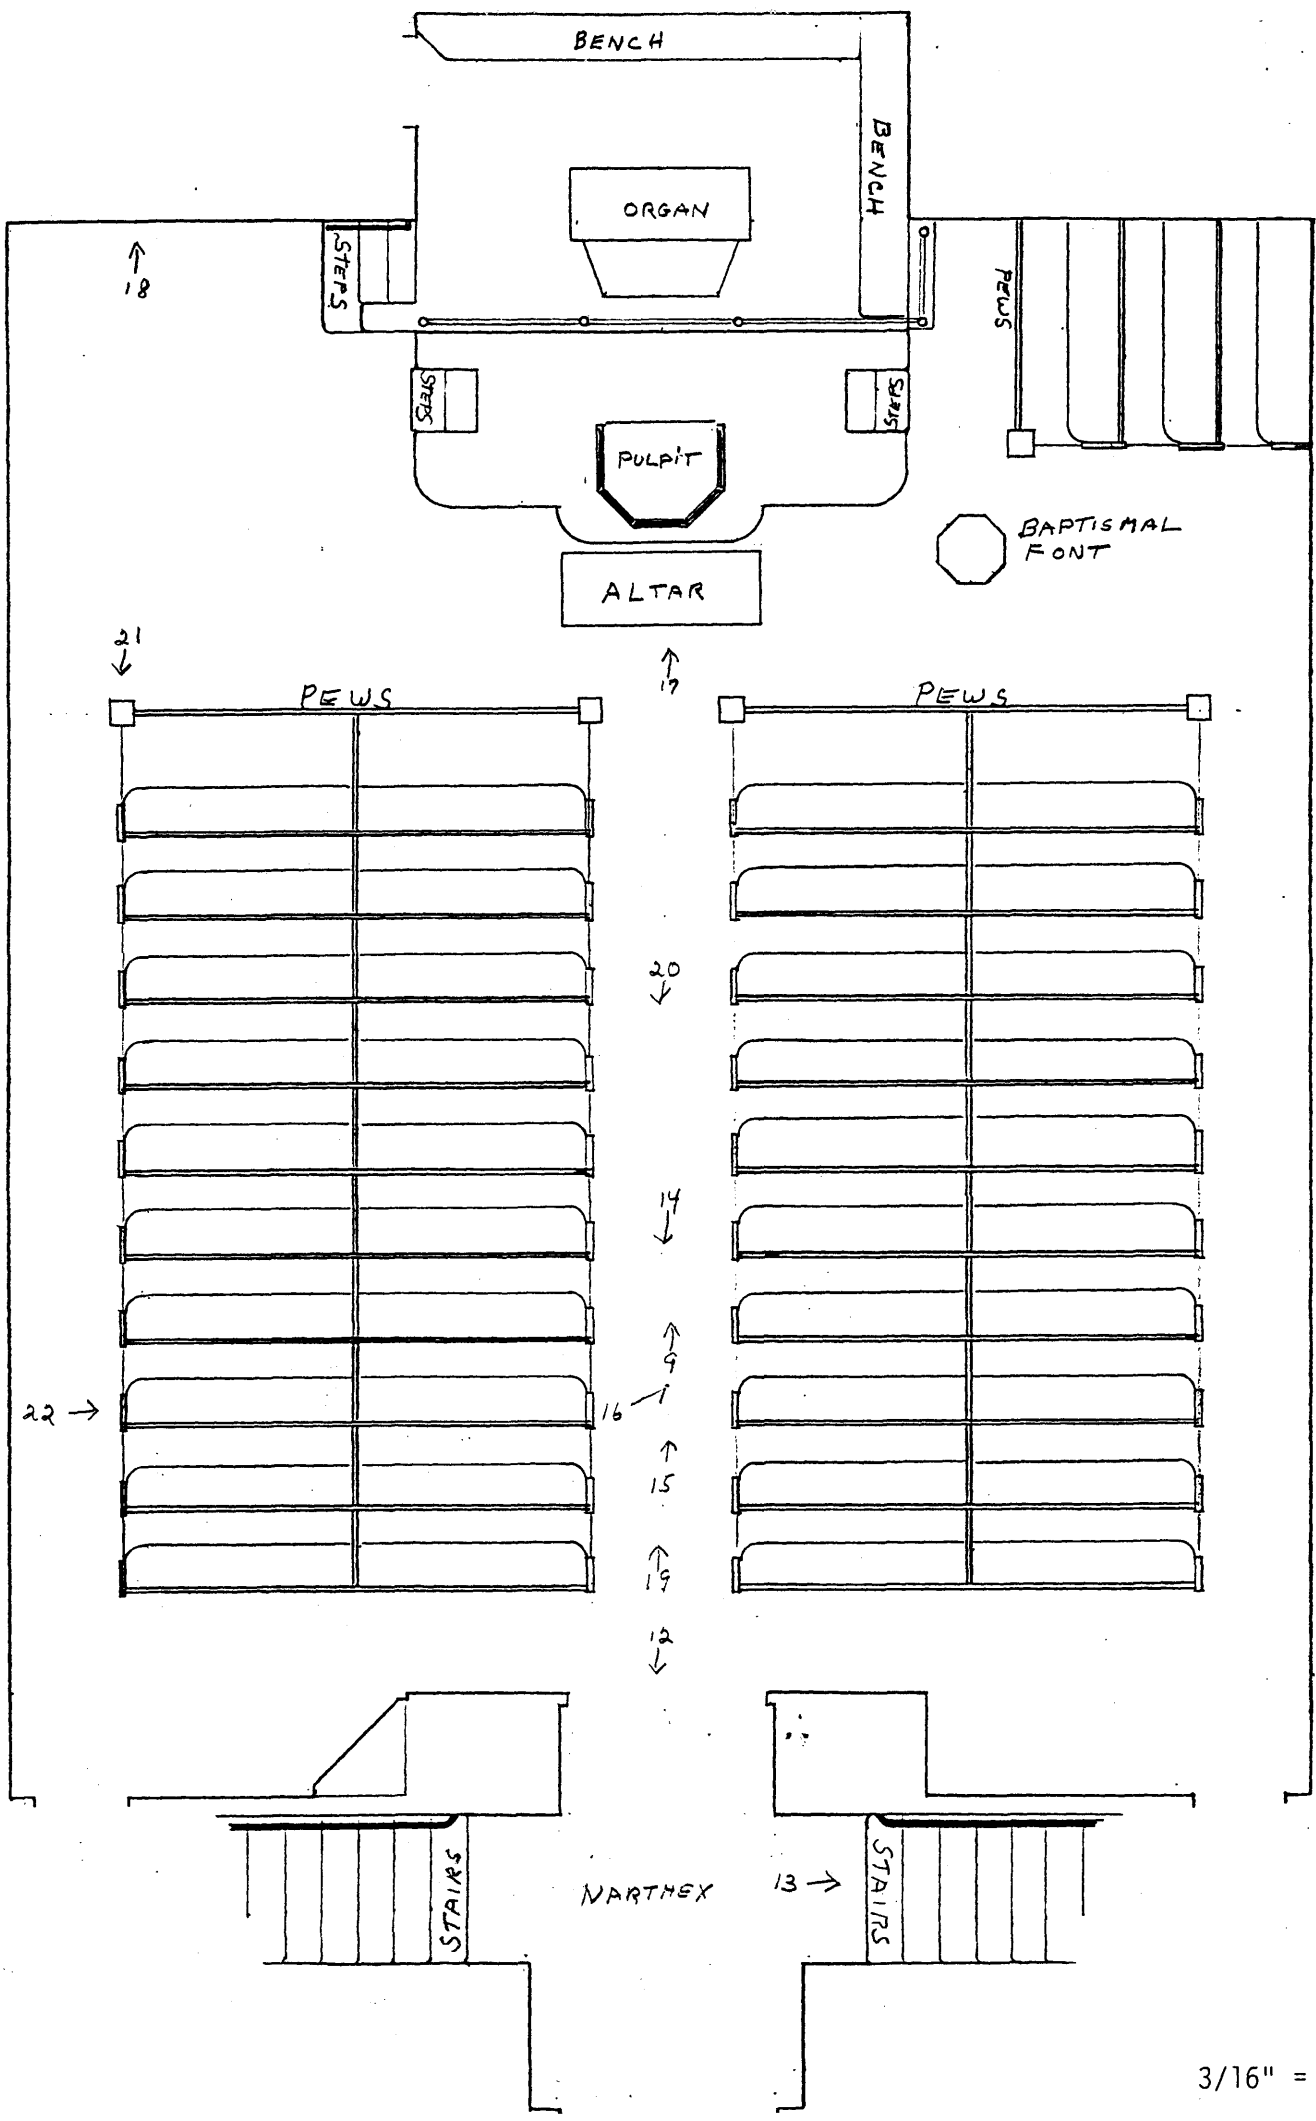 BENCH
BENCH
ORGAN
STEPS
18
PEWS
STEPS
STEPS
PULPIT
BAPTISMAL
FONT
ALTAR
21
17
PEWS
PEWS
20
14
9
22
16
15
19
12
STAIRS
NARTHEX
13
STAIRS
3/16" =